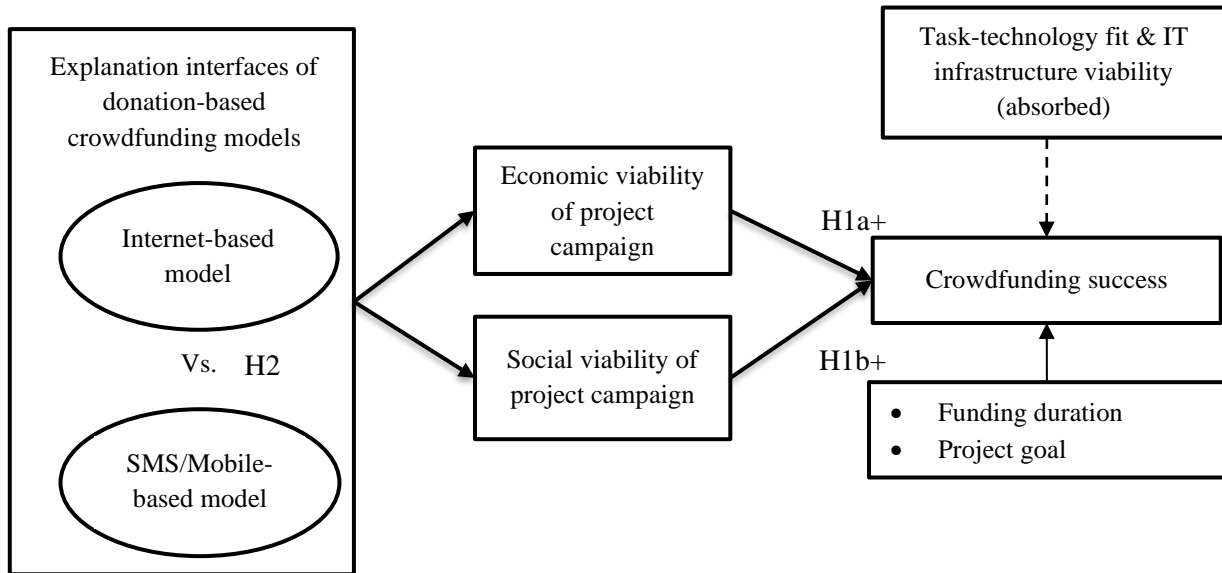 Explanation interfaces of
donation-based
crowdfunding models
Internet-based
model
Vs. H2
SMS/Mobile-
based model
Economic viability
of project
campaign
Social viability of
project campaign
H1a+
H1b+
Task-technology fit & IT
infrastructure viability
(absorbed)
Crowdfunding success
• Funding duration
• Project goal